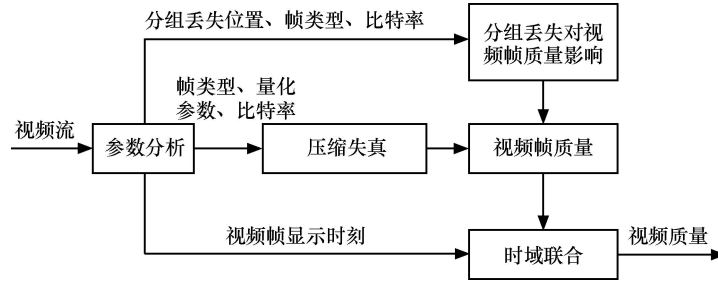 分组丢失位置、帧类型、比特率
分组丢失对视
频帧质量影响
帧类型、量化
参数、比特率
视频流
参数分析
压缩失真
视频帧质量
视频帧显示时刻
时域联合
视频质量